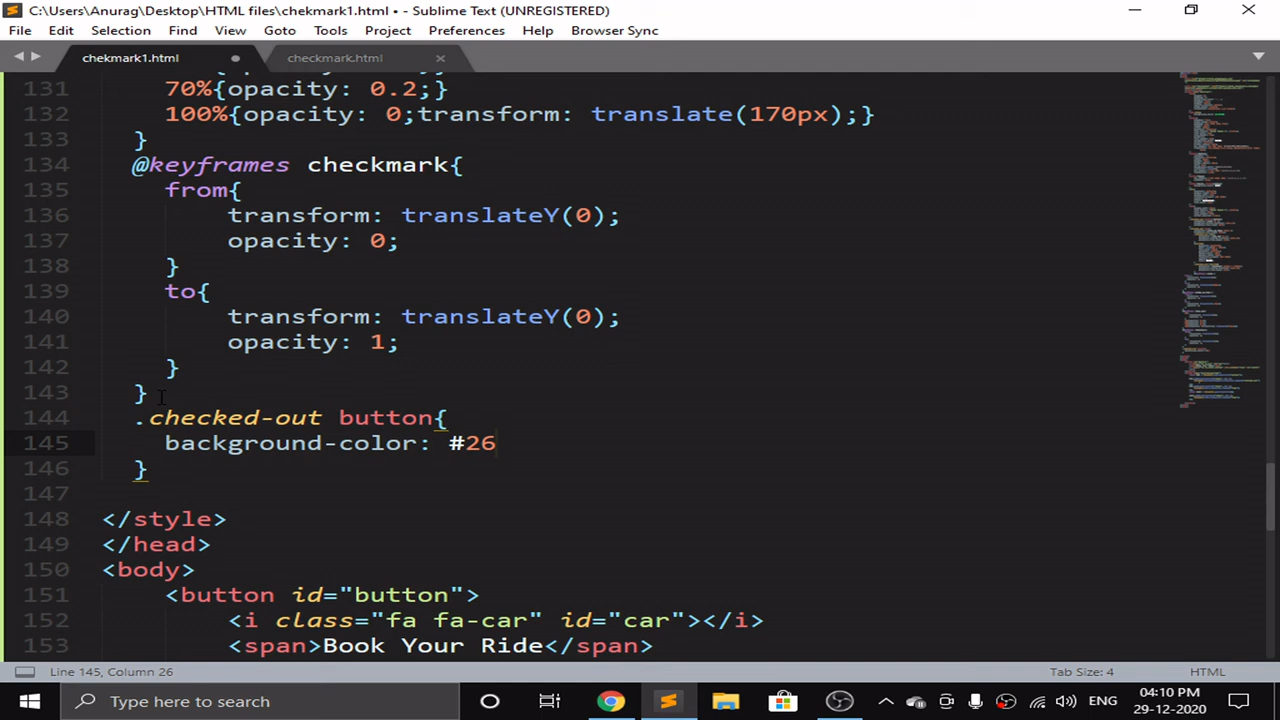 C:\Users\Anurag\Desktop\HTML files\chekmark1.html • - Sublime Text (UNREGISTERED)
File Edit Selection Find View Goto Tools Project Preferences Help Browser Sync
chekmark1.html checkmark.html
131 70%{opacity: 0.2;}
132 100%{opacity: 0;transform: translate(170px);}
133 }
134 @keyframes checkmark{
135 from{
136 transform: translateY(0);
137 opacity: 0;
138 }
139 to{
140 transform: translateY(0);
141 opacity: 1;
142 }
143 }
144 .checked-out button{
145 background-color: #26
146 }
147
148 </style>
149 </head>
150 <body>
151 <button id="button">
152 <i class="fa fa-car" id="car"></i>
153 <span>Book Your Ride</span>
Line 145, Column 26 Tab Size: 4 HTML
Type here to search ENG 04:10 PM
29-12-2020